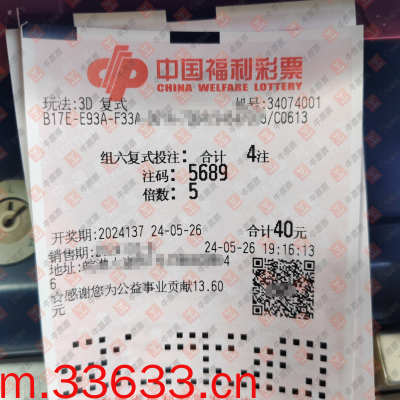 中国福利彩票
CHINA WELFARE LOTTERY
玩法:3D 复式 机号:34074001
B17E-E93A-F33A /C0613
组六复式投注: 合计 4注
注码: 5689
倍数: 5
开奖期:2024137 24-05-26 合计40元
销售期: 24-05-26 19:16:13
地址: 4
6
☆感谢您为公益事业贡献13.60
元
m.33633.cn